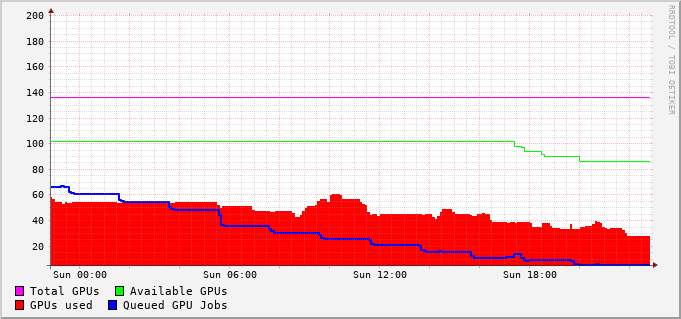 200
180
160
140
120
100
80
60
40
20
Sun 00:00 Sun 06:00 Sun 12:00 Sun 18:00
Total GPUs Available GPUs
GPUs used Queued GPU Jobs
RRDTOOL / TOBI OETIKER